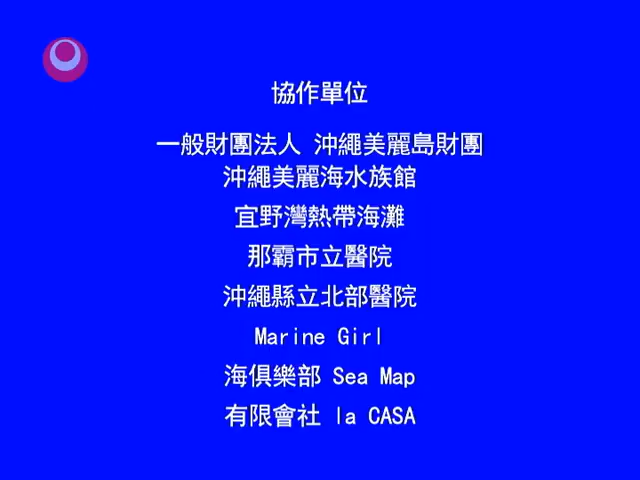 協作單位
一般財團法人 沖繩美麗島財團
沖繩美麗海水族館
宜野灣熱帶海灘
那霸市立醫院
沖繩縣立北部醫院
Marine Girl
海俱樂部 Sea Map
有限會社 la CASA